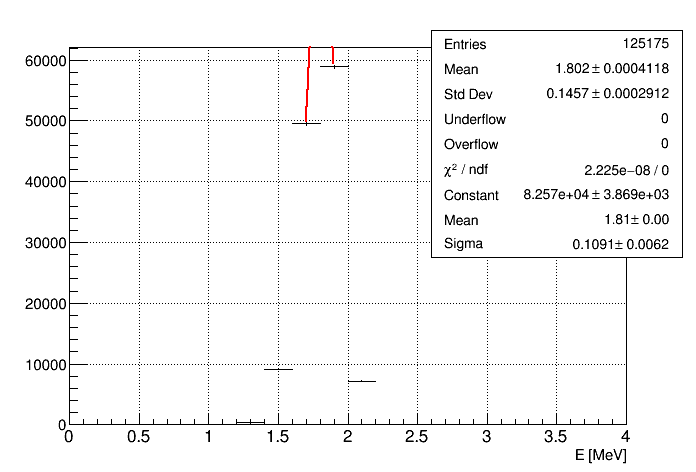 Entries 125175
Mean 1.802 ± 0.0004118
Std Dev 0.1457 ± 0.0002912
Underflow 0
Overflow 0
χ² / ndf 2.225e−08 / 0
Constant 8.257e+04 ± 3.869e+03
Mean 1.81 ± 0.00
Sigma 0.1091 ± 0.0062
60000
50000
40000
30000
20000
10000
0
0 0.5 1 1.5 2 2.5 3 3.5 4
E [MeV]